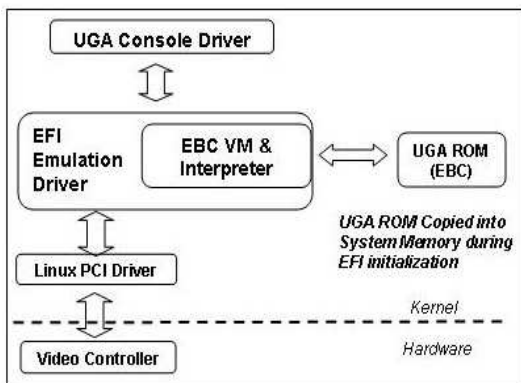 UGA Console Driver
EFI
Emulation
Driver
EBC VM &
Interpreter
UGA ROM
(EBC)
UGA ROM Copied into
System Memory during
EFI initialization
Linux PCI Driver
Kernel
Hardware
Video Controller